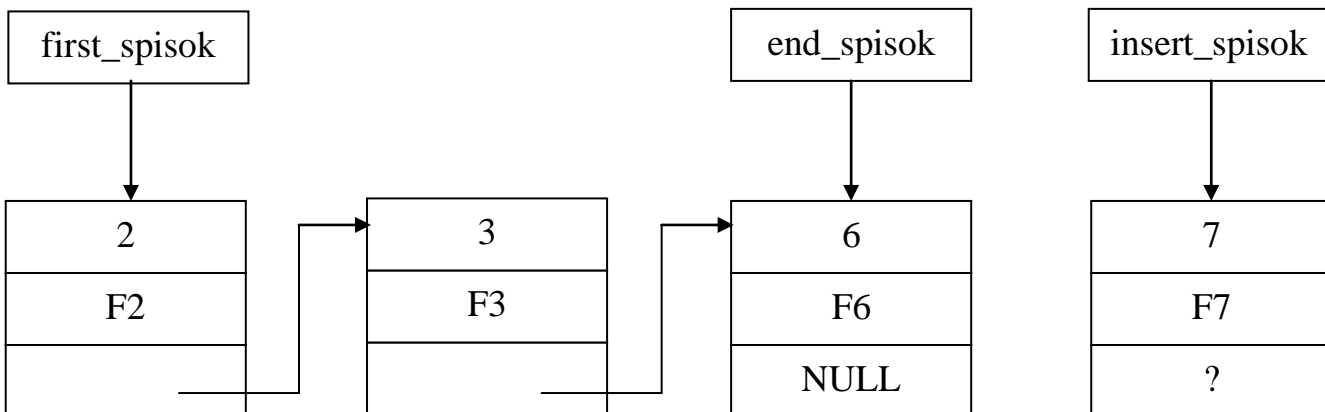 first_spisok
end_spisok
insert_spisok
2
3
6
7
F2
F3
F6
F7
NULL
?